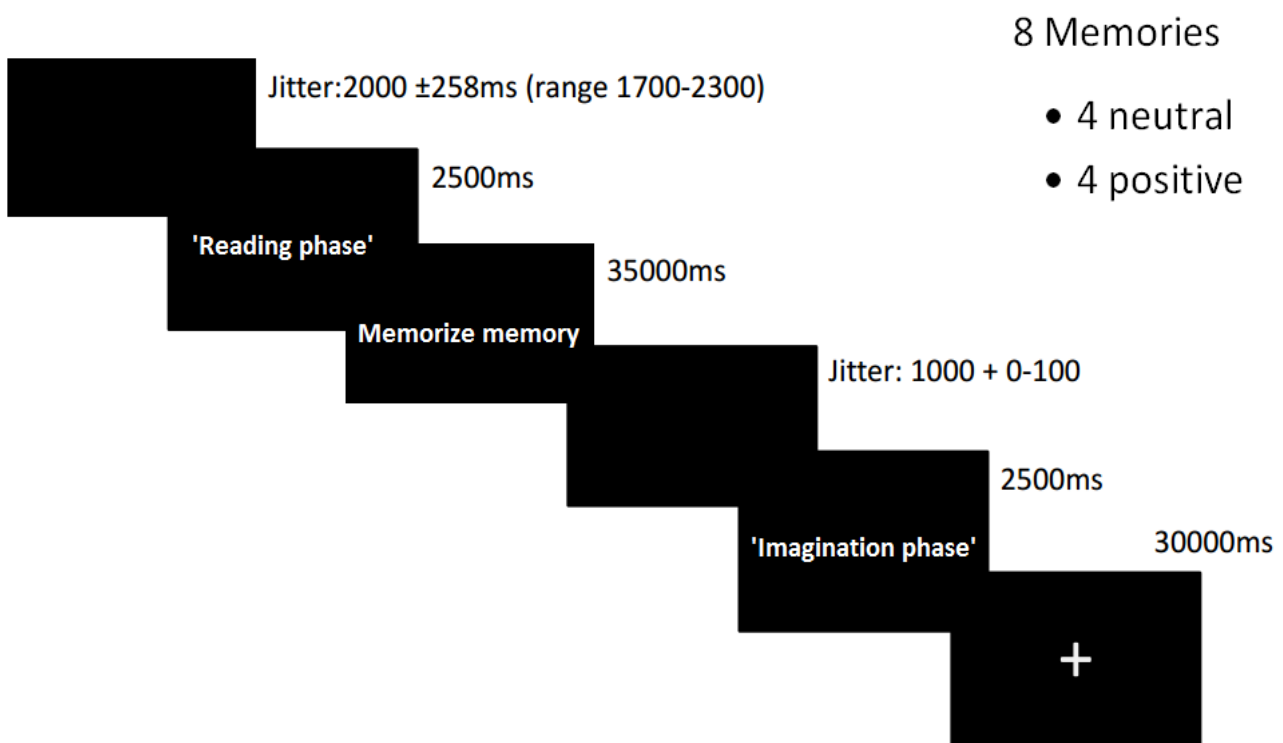 8 Memories
• 4 neutral
• 4 positive
Jitter:2000 ±258ms (range 1700-2300)
2500ms
'Reading phase'
35000ms
Memorize memory
Jitter: 1000 + 0-100
2500ms
'Imagination phase'
30000ms
+